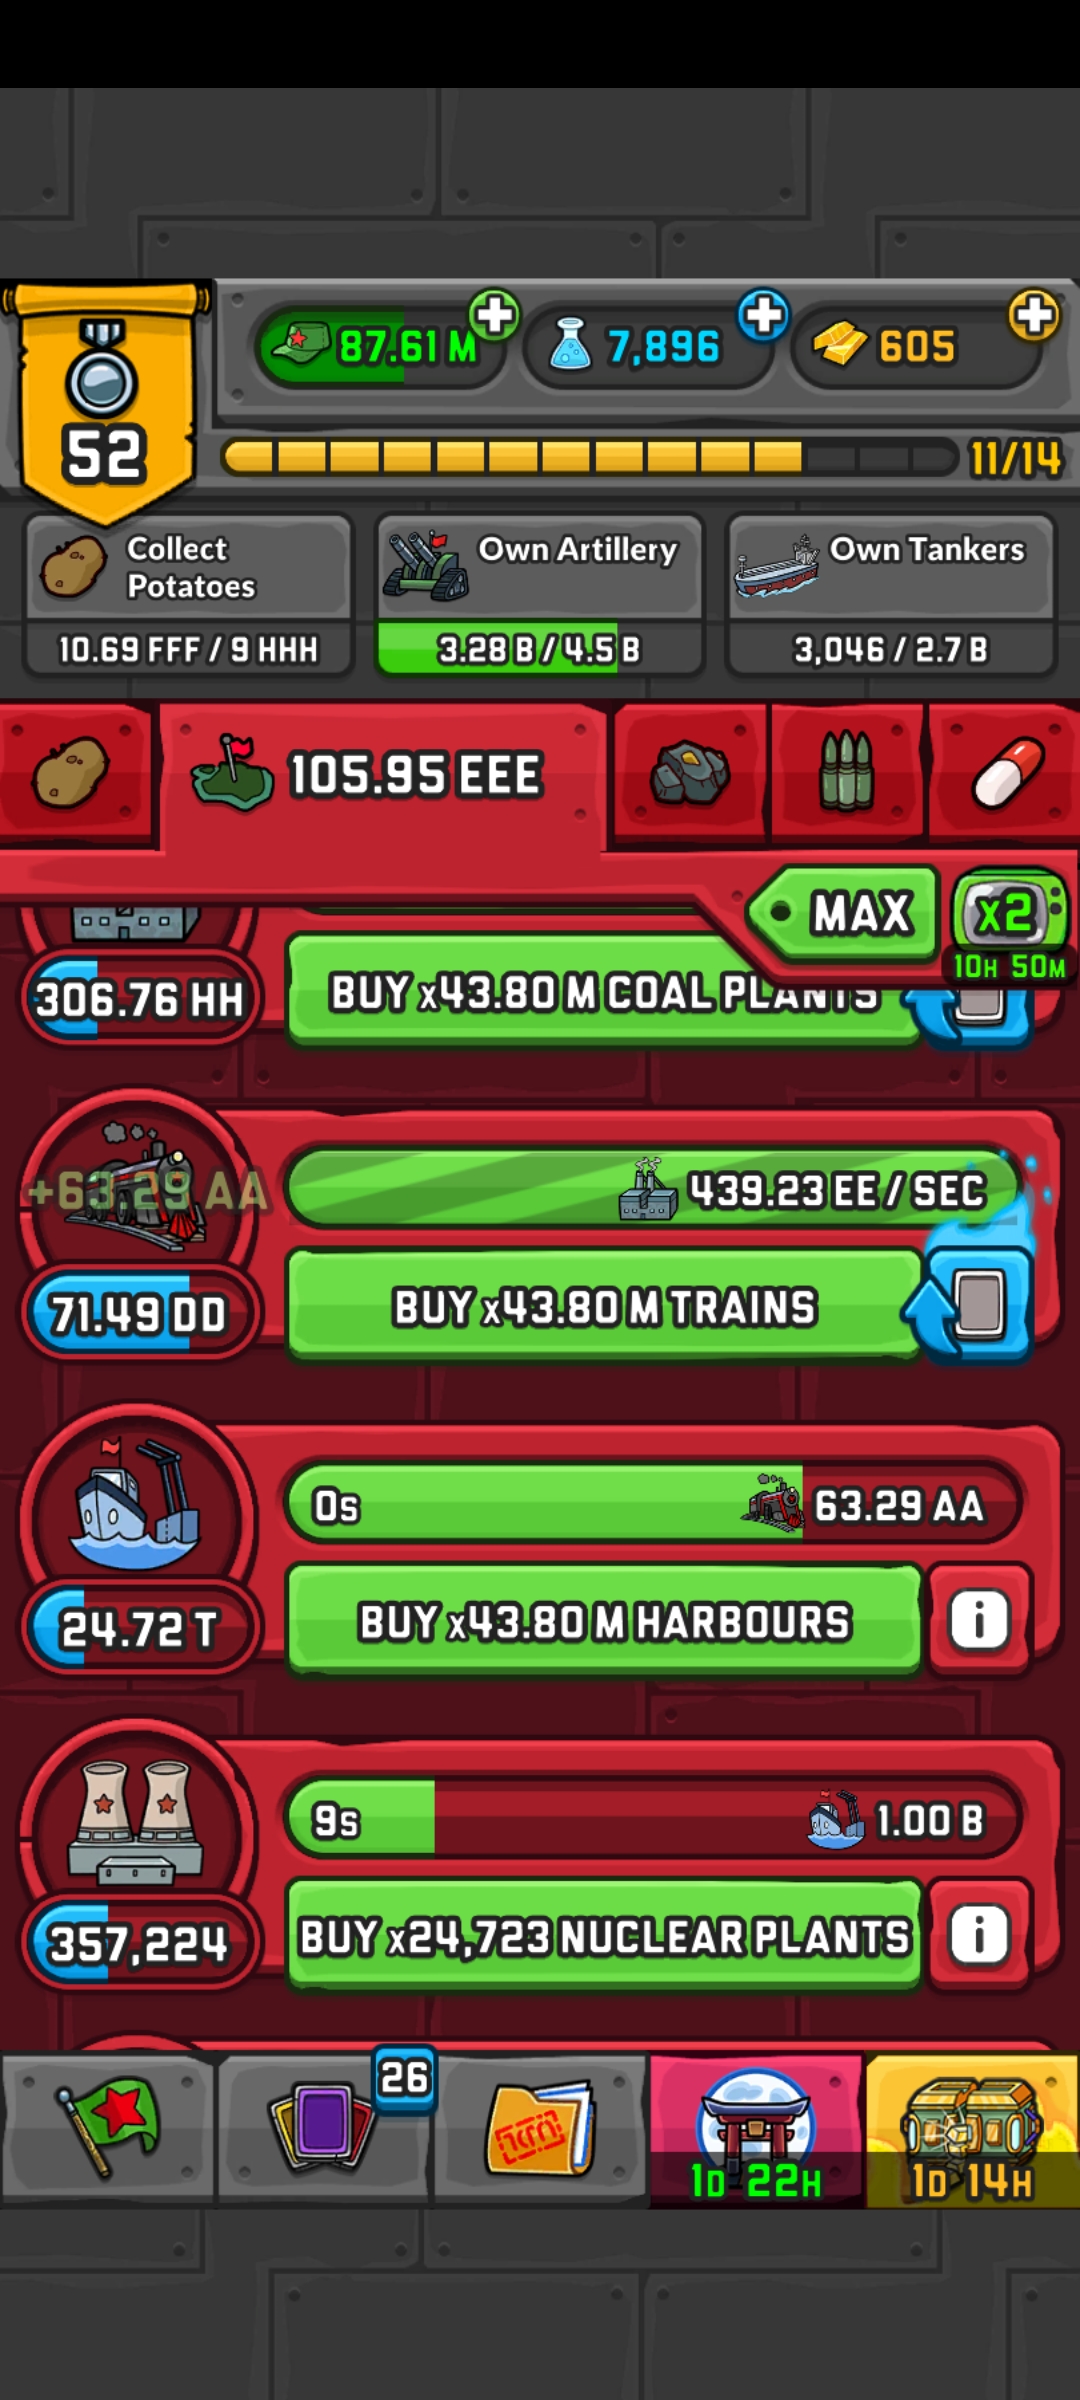 87.61 M
7,896
605
52
11/14
Collect
Potatoes
Own Artillery
Own Tankers
10.69 FFF / 9 HHH
3.28 B / 4.5 B
3,046 / 2.7 B
105.95 EEE
MAX
x2
10H 50M
306.76 HH
BUY x43.80 M COAL PLANTS
+63.29 AA
439.23 EE / SEC
71.49 DD
BUY x43.80 M TRAINS
0s
63.29 AA
24.72 T
BUY x43.80 M HARBOURS
i
9s
1.00 B
357,224
BUY x24,723 NUCLEAR PLANTS
i
26
1D 22H
1D 14H